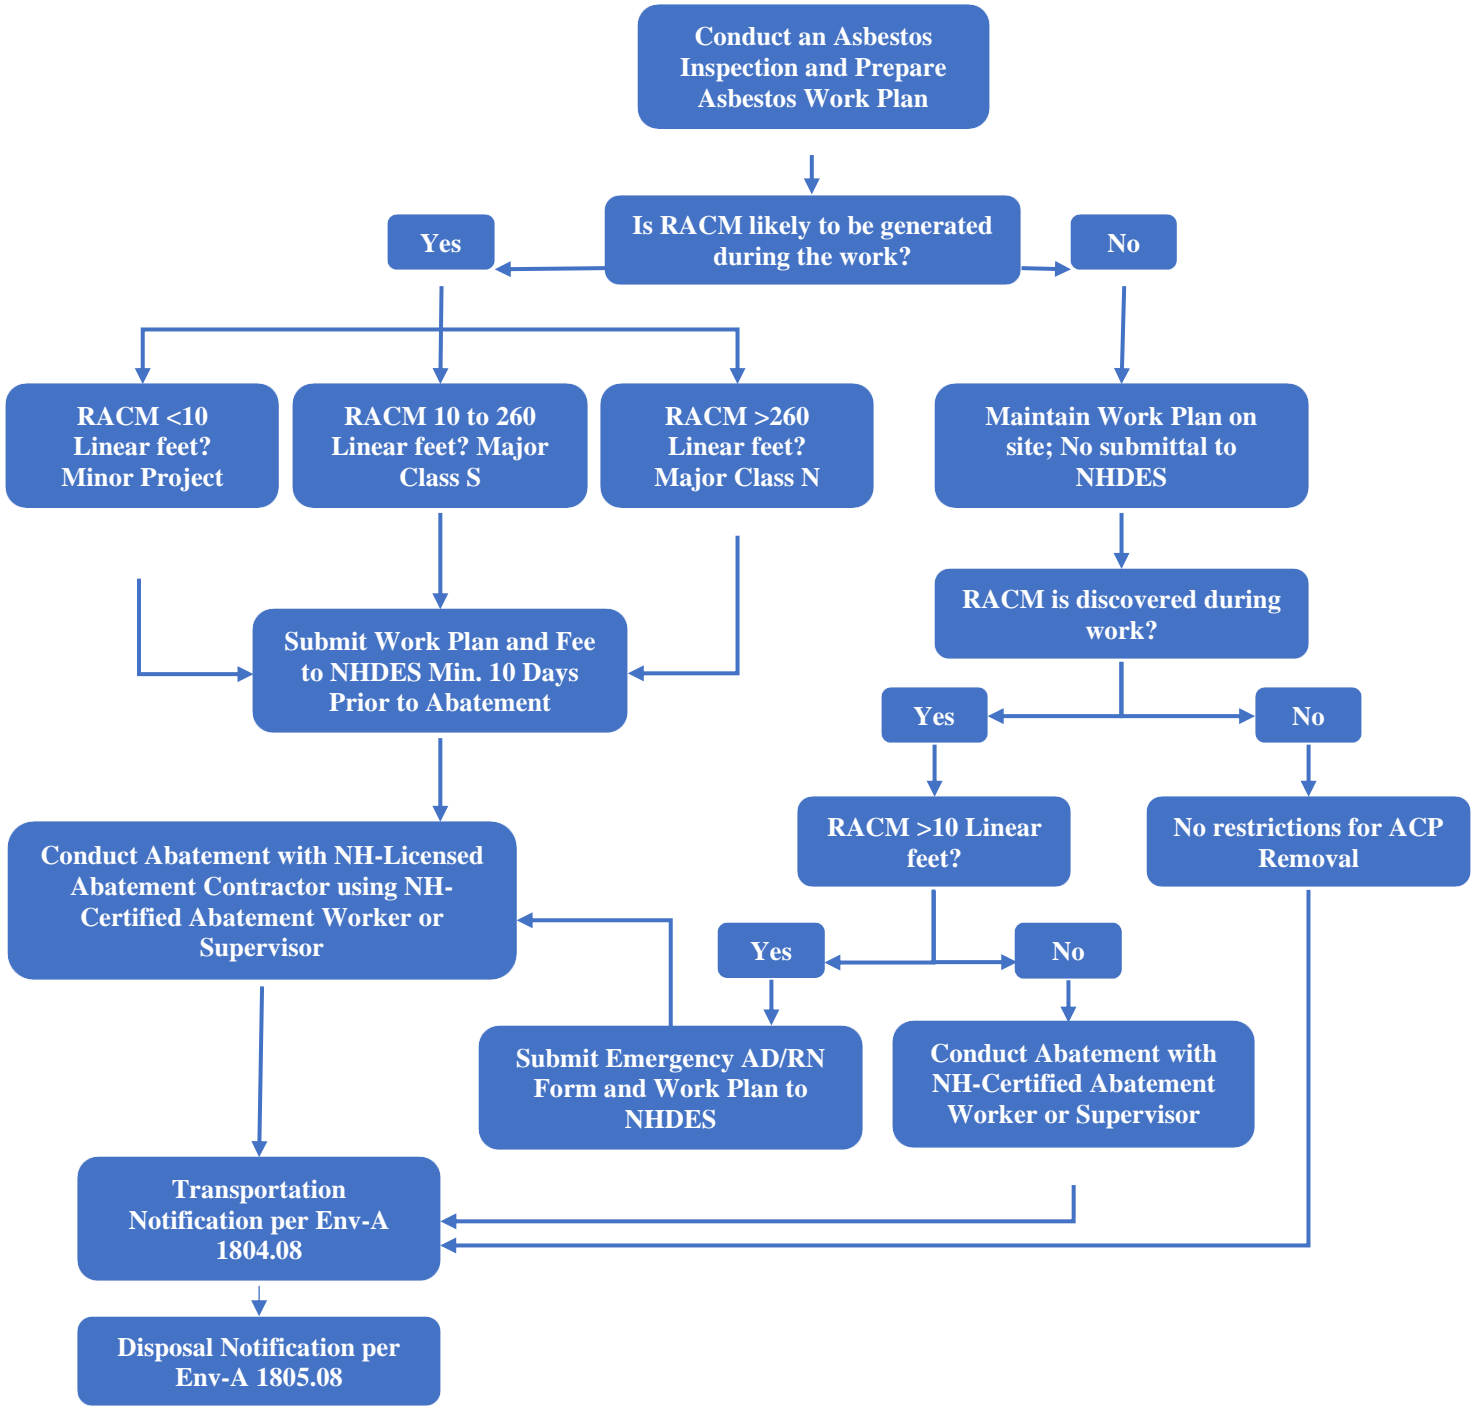 Conduct an Asbestos
Inspection and Prepare
Asbestos Work Plan
Is RACM likely to be generated
during the work?
Yes
No
RACM <10
Linear feet?
Minor Project
RACM 10 to 260
Linear feet? Major
Class S
RACM >260
Linear feet?
Major Class N
Maintain Work Plan on
site; No submittal to
NHDES
RACM is discovered during
work?
Submit Work Plan and Fee
to NHDES Min. 10 Days
Prior to Abatement
Yes
No
RACM >10 Linear
feet?
No restrictions for ACP
Removal
Conduct Abatement with NH-Licensed
Abatement Contractor using NH-
Certified Abatement Worker or
Supervisor
Yes
No
Submit Emergency AD/RN
Form and Work Plan to
NHDES
Conduct Abatement with
NH-Certified Abatement
Worker or Supervisor
Transportation
Notification per Env-A
1804.08
Disposal Notification per
Env-A 1805.08